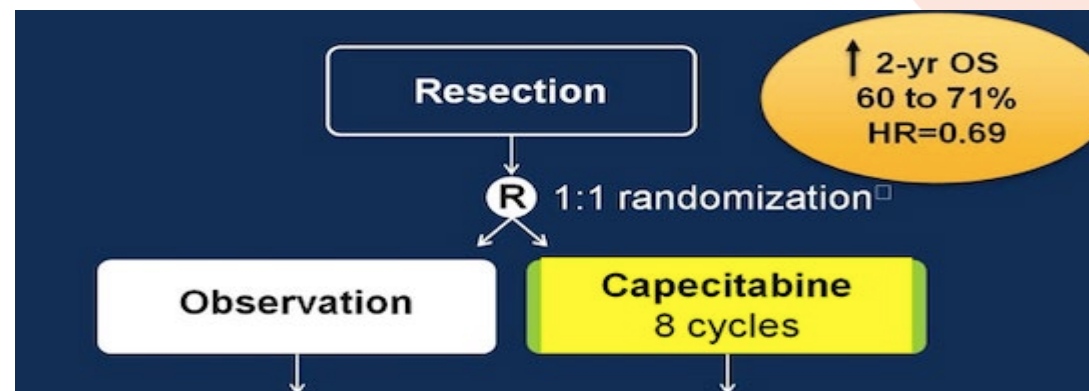 Resection
↑ 2-yr OS
60 to 71%
HR=0.69
R 1:1 randomization□
Observation
Capecitabine
8 cycles